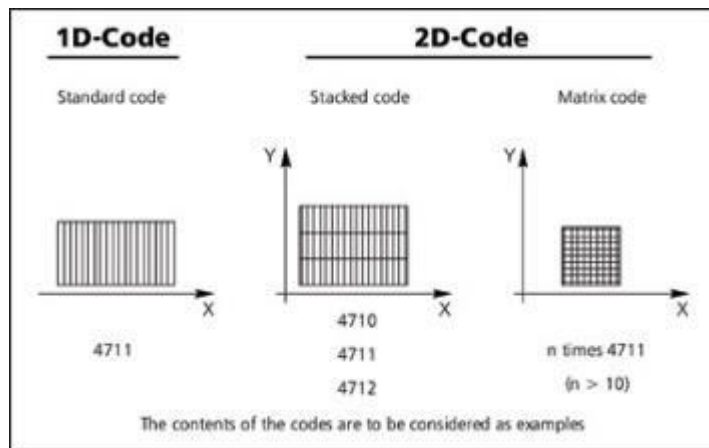 1D-Code
2D-Code
Standard code
Stacked code
Matrix code
Y
Y
X
X
X
4711
4710
4711
4712
n times 4711
(n > 10)
The contents of the codes are to be considered as examples